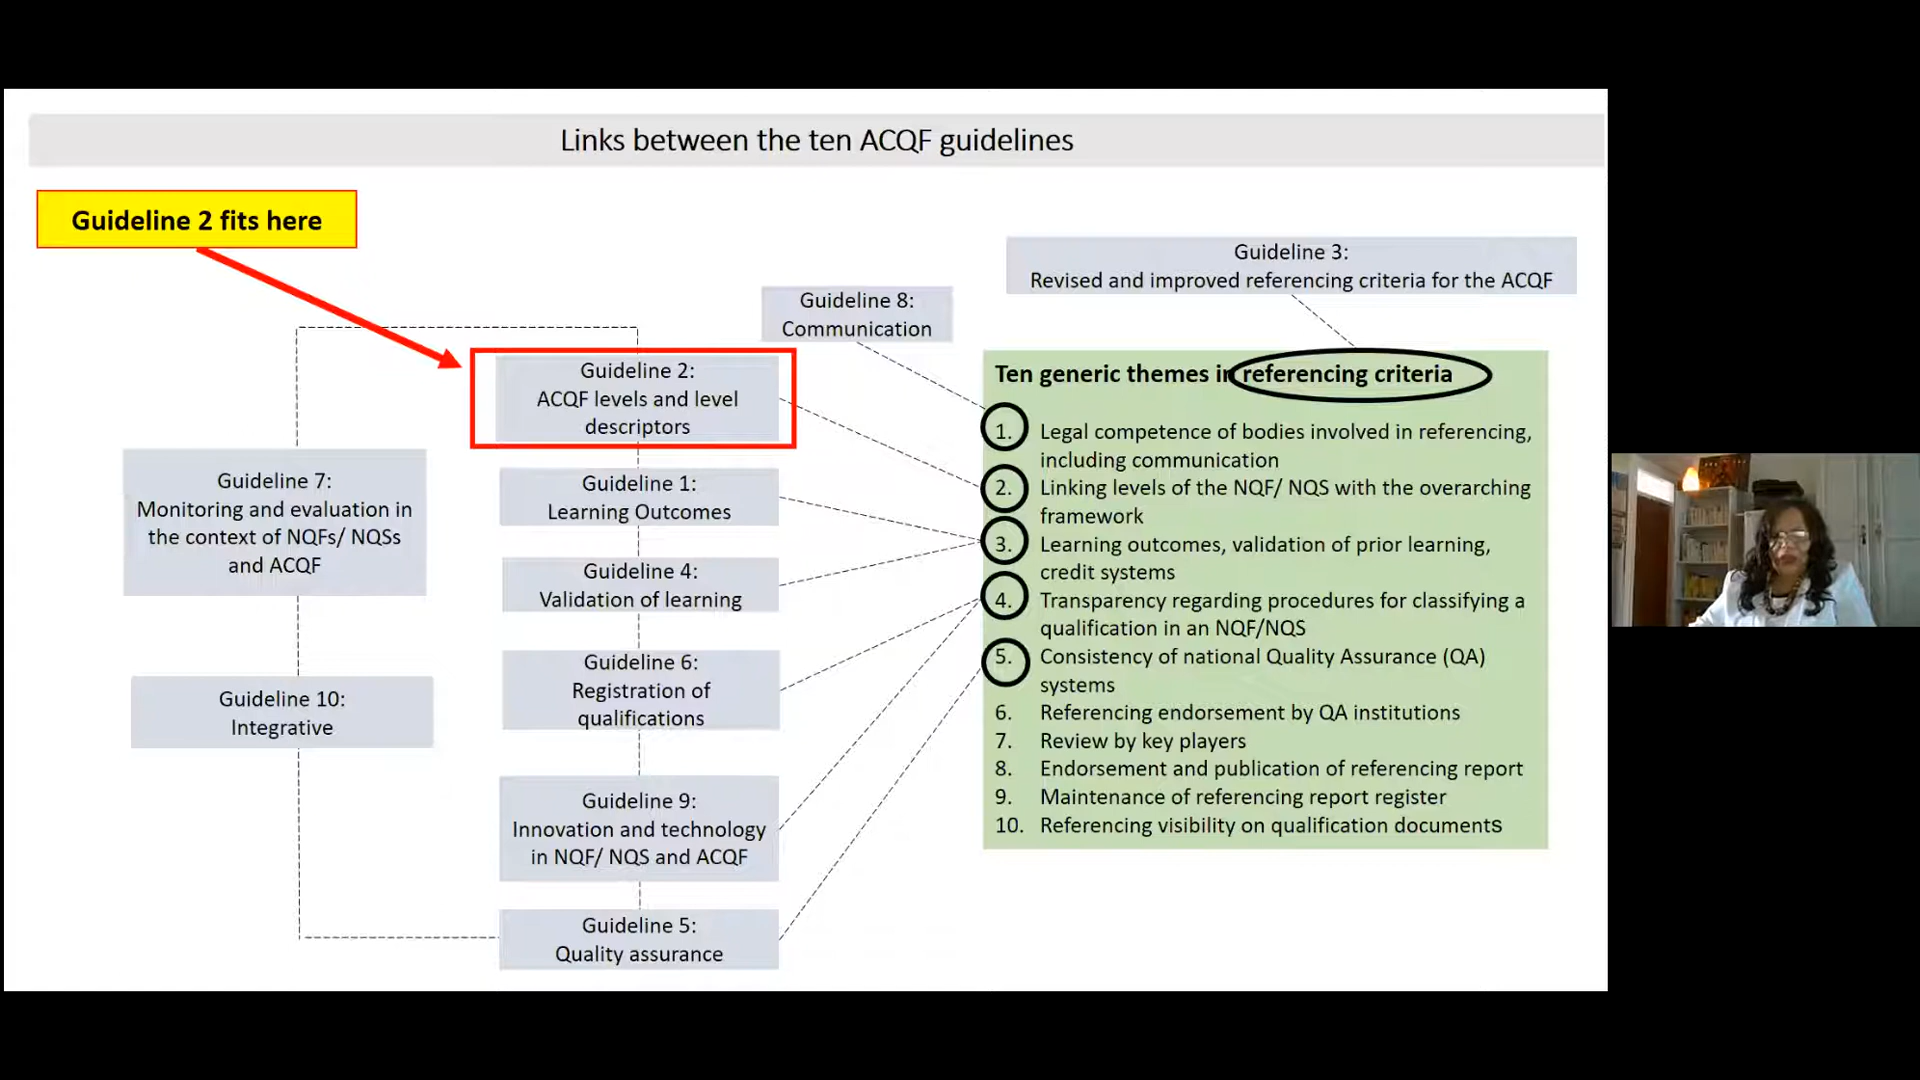 Links between the ten ACQF guidelines
Guideline 2 fits here
Guideline 3:
Revised and improved referencing criteria for the ACQF
Guideline 8:
Communication
Guideline 2:
ACQF levels and level
descriptors
Guideline 1:
Learning Outcomes
Guideline 4:
Validation of learning
Guideline 6:
Registration of
qualifications
Guideline 9:
Innovation and technology
in NQF/ NQS and ACQF
Guideline 5:
Quality assurance
Guideline 7:
Monitoring and evaluation in
the context of NQFs/ NQSs
and ACQF
Guideline 10:
Integrative
Ten generic themes in referencing criteria
1. Legal competence of bodies involved in referencing,
including communication
2. Linking levels of the NQF/ NQS with the overarching
framework
3. Learning outcomes, validation of prior learning,
credit systems
4. Transparency regarding procedures for classifying a
qualification in an NQF/NQS
5. Consistency of national Quality Assurance (QA)
systems
6. Referencing endorsement by QA institutions
7. Review by key players
8. Endorsement and publication of referencing report
9. Maintenance of referencing report register
10. Referencing visibility on qualification documents